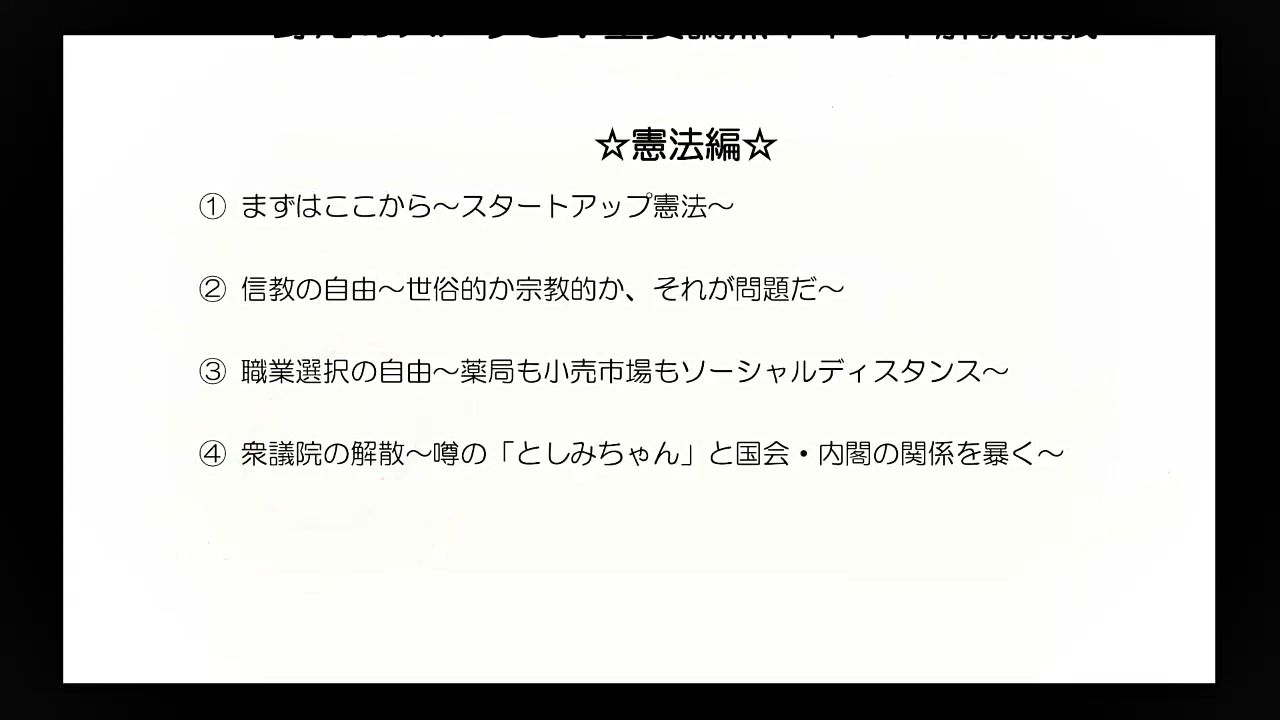 ☆憲法編☆
① まずはここから～スタートアップ憲法～
② 信教の自由～世俗的か宗教的か、それが問題だ～
③ 職業選択の自由～薬局も小売市場もソーシャルディスタンス～
④ 衆議院の解散～噂の「としみちゃん」と国会・内閣の関係を暴く～